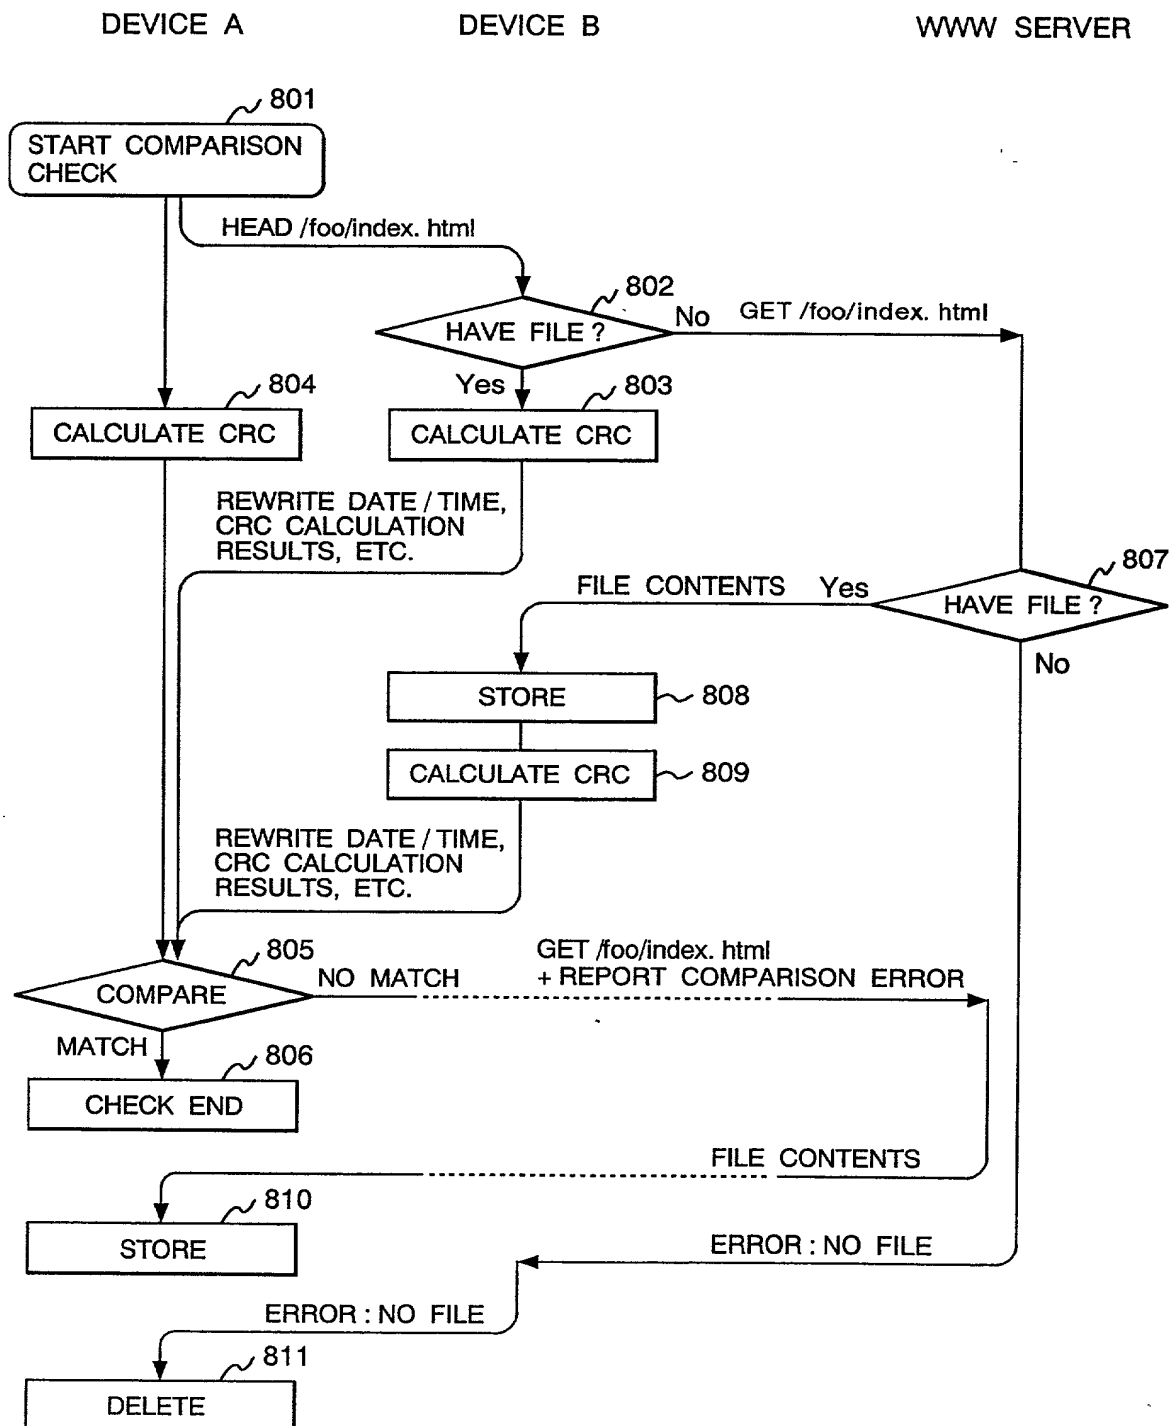 DEVICE A
DEVICE B
WWW SERVER
801
START COMPARISON
CHECK
HEAD /foo/index. html
802
HAVE FILE ?
No
GET /foo/index. html
Yes
804
803
CALCULATE CRC
CALCULATE CRC
REWRITE DATE / TIME,
CRC CALCULATION
RESULTS, ETC.
807
FILE CONTENTS
Yes
HAVE FILE ?
No
STORE
808
CALCULATE CRC
809
REWRITE DATE / TIME,
CRC CALCULATION
RESULTS, ETC.
805
COMPARE
NO MATCH
GET /foo/index. html
+ REPORT COMPARISON ERROR
MATCH
806
CHECK END
FILE CONTENTS
810
STORE
ERROR : NO FILE
ERROR : NO FILE
811
DELETE